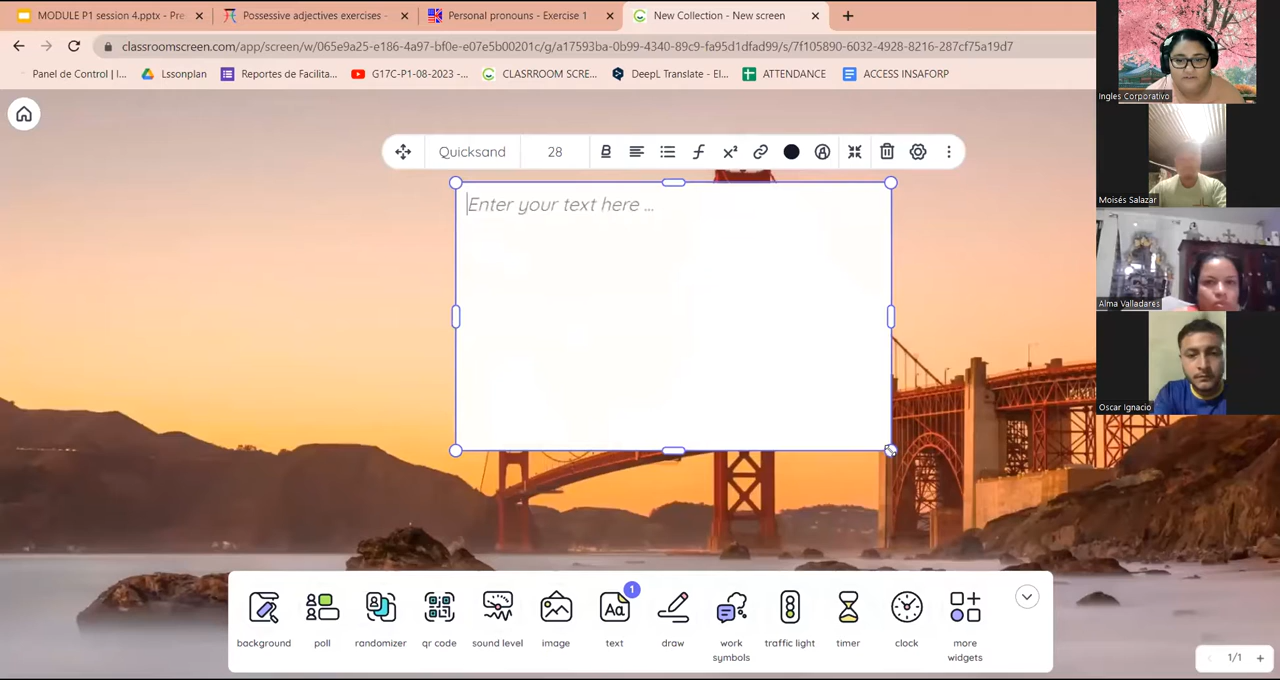 MODULE P1 session 4.pptx - Pre
Possessive adjectives exercises -
Personal pronouns - Exercise 1
New Collection - New screen
classroomscreen.com/app/screen/w/065e9a25-e186-4a97-bf0e-e07e5b00201c/g/a17593ba-0b99-4340-89c9-fa95d1dfad99/s/7f105890-6032-4928-8216-287cf75a19d7
Panel de Control | I...
Lssonplan
Reportes de Facilita...
G17C-P1-08-2023 -...
CLASRROOM SCRE...
DeepL Translate - El...
ATTENDANCE
ACCESS INSAFORP
Quicksand
28
Enter your text here ...
1
background
poll
randomizer
qr code
sound level
image
text
draw
work symbols
traffic light
timer
clock
more widgets
1/1
Ingles Corporativo
Moisés Salazar
Alma Valladares
Oscar Ignacio